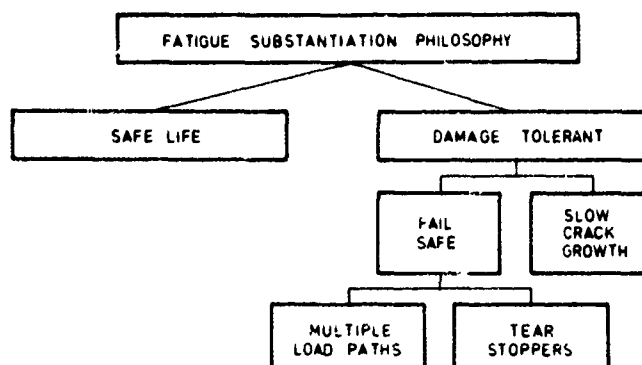 FATIGUE SUBSTANTIATION PHILOSOPHY
SAFE LIFE
DAMAGE TOLERANT
FAIL
SAFE
SLOW
CRACK
GROWTH
MULTIPLE
LOAD PATHS
TEAR
STOPPERS